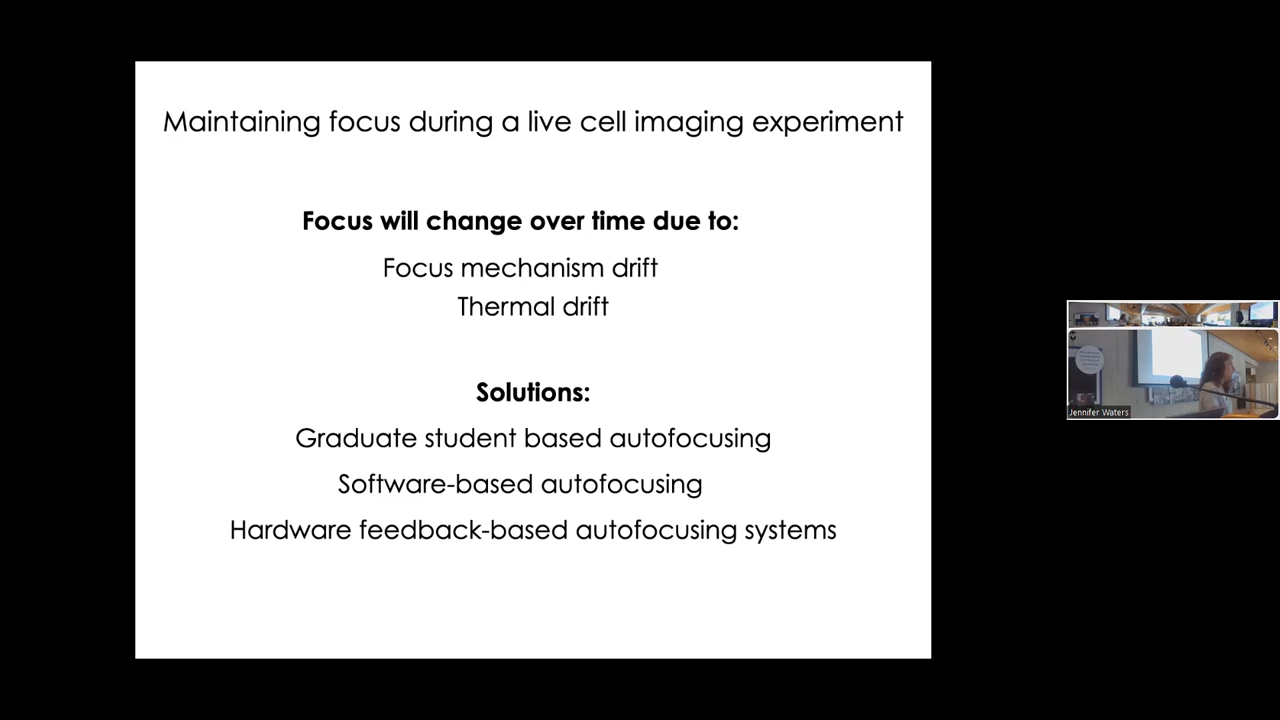 Maintaining focus during a live cell imaging experiment
Focus will change over time due to:
Focus mechanism drift
Thermal drift
Solutions:
Graduate student based autofocusing
Software-based autofocusing
Hardware feedback-based autofocusing systems
Jennifer Waters